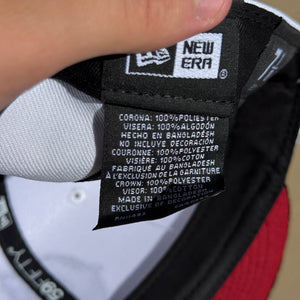 NEW ERA
CORONA: 100%POLIESTER
VISERA: 100%ALGODÓN
HECHO EN BANGLADESH
NO INCLUYE DECORACIÓN
COURONNE: 100%POLYESTER
VISIÈRE: 100%COTON
FABRIQUÉ AU BANGLADESH
À L'EXCLUSION DE LA GARNITURE
CROWN: 100%POLYESTER
VISOR: 100%COTTON
MADE IN BANGLADESH
EXCLUSIVE OF DECORATION
59FIFTY